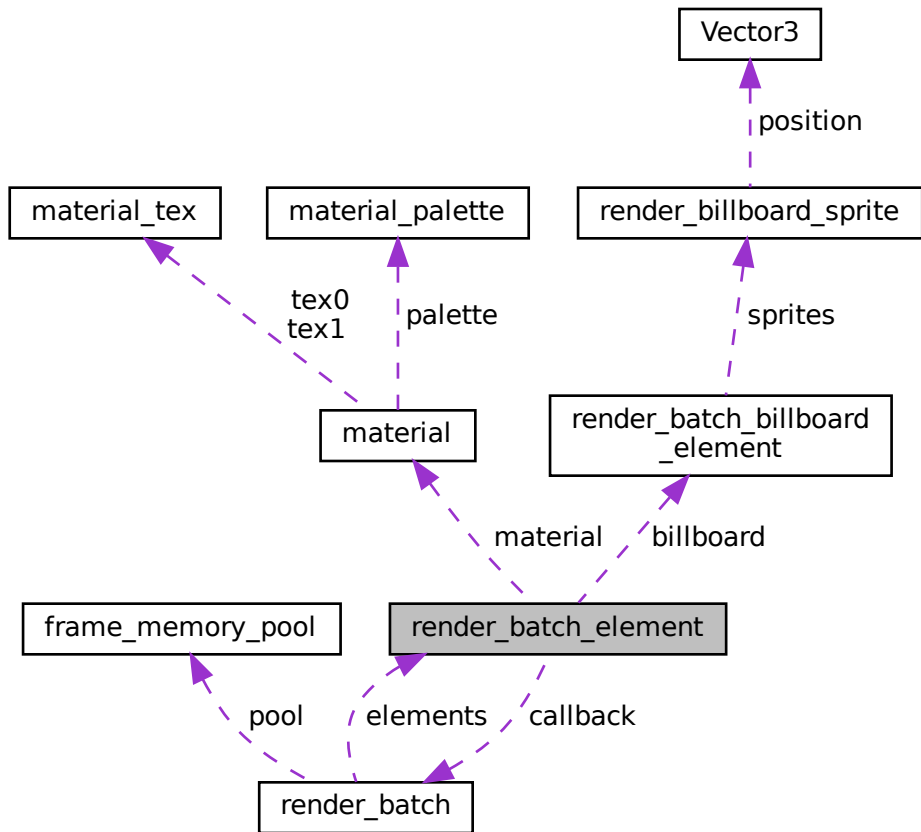 Vector3
position
material_tex
material_palette
render_billboard_sprite
tex0
tex1
palette
sprites
material
render_batch_billboard
_element
material
billboard
frame_memory_pool
render_batch_element
pool
elements
callback
render_batch